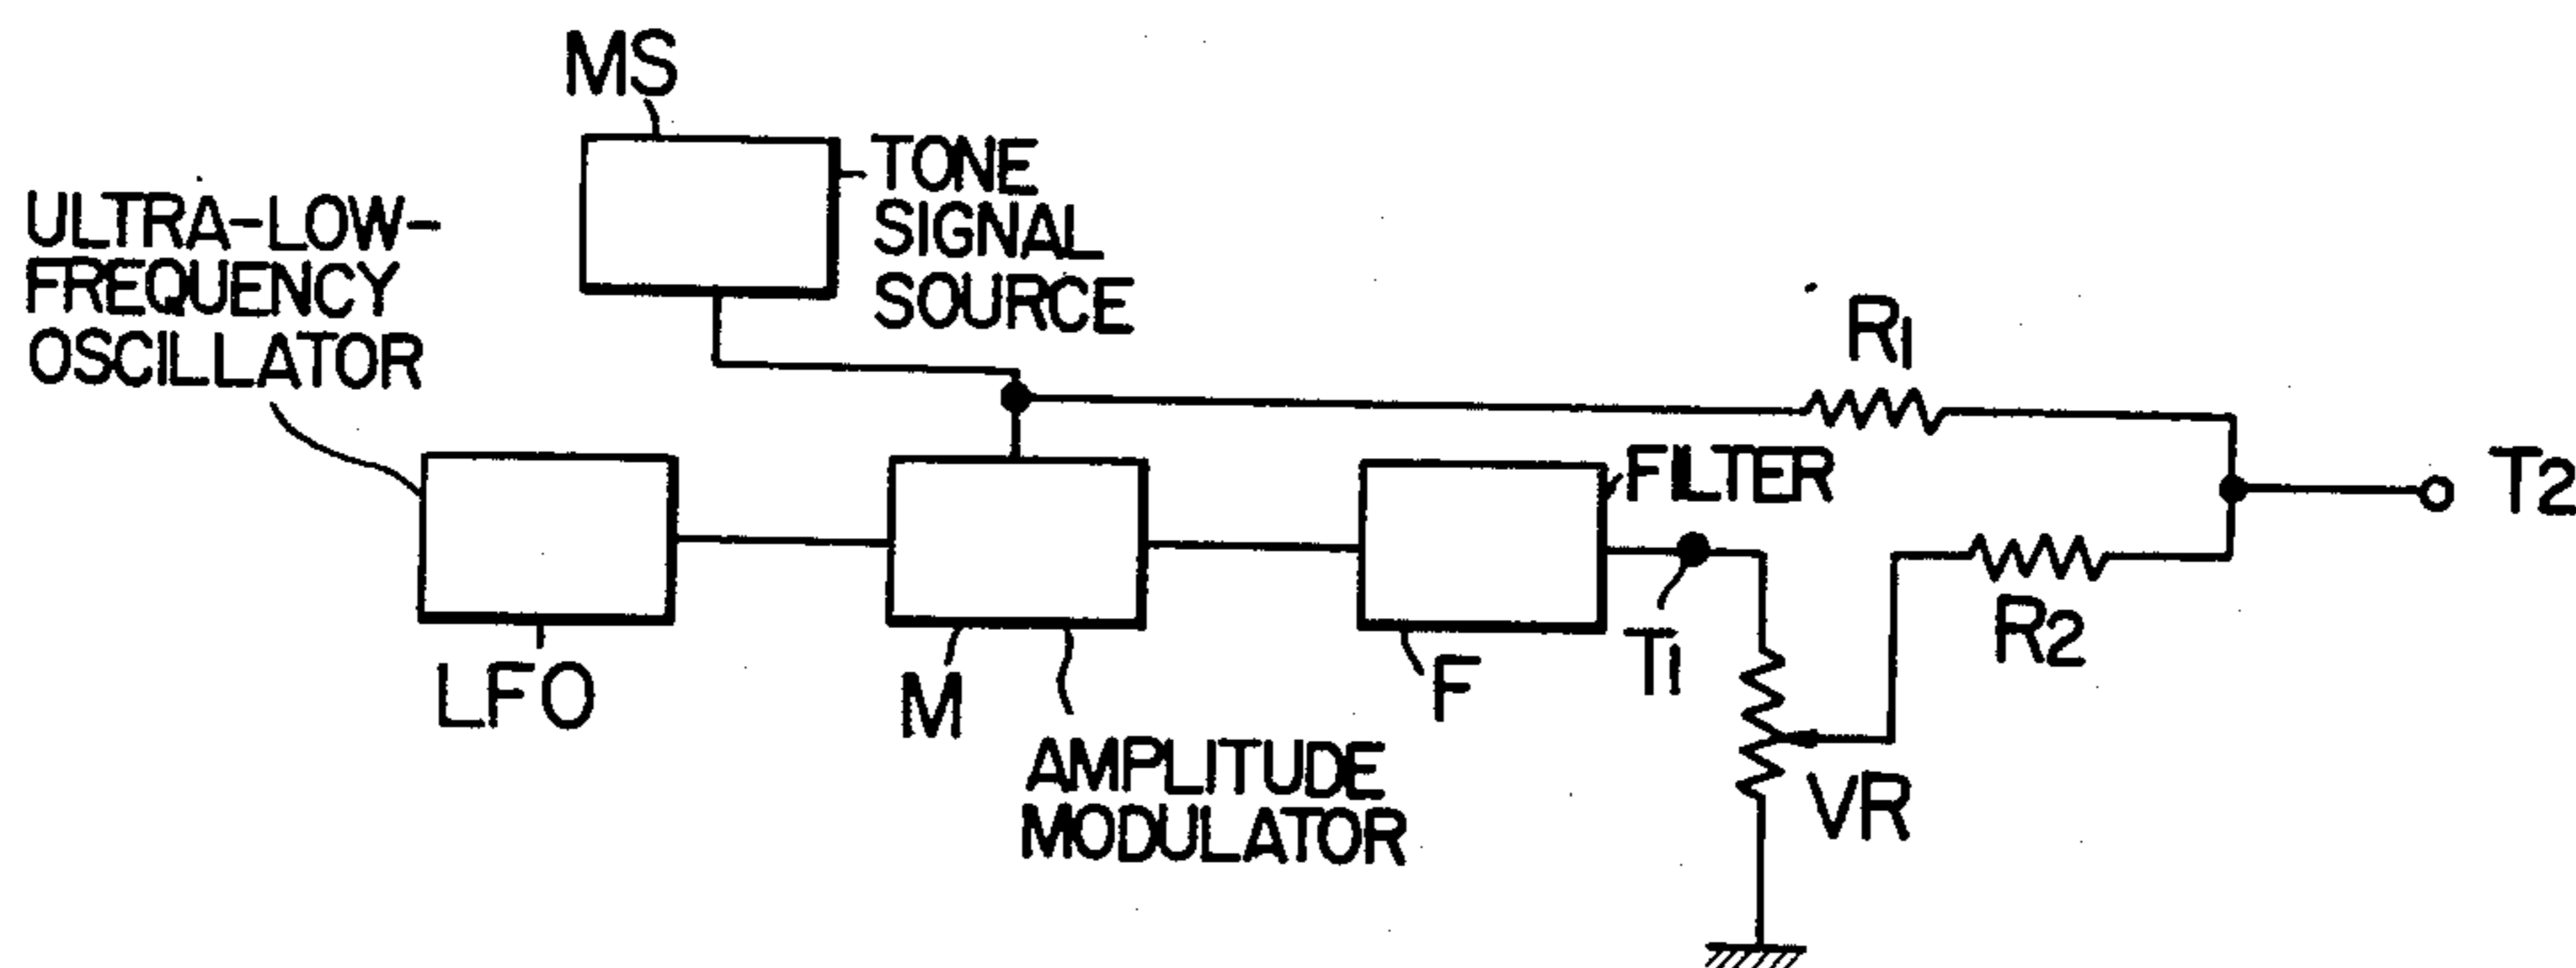 MS
TONE
SIGNAL
SOURCE
ULTRA-LOW-
FREQUENCY
OSCILLATOR
R1
FILTER
T2
LFO
M
F
T1
R2
AMPLITUDE
MODULATOR
VR